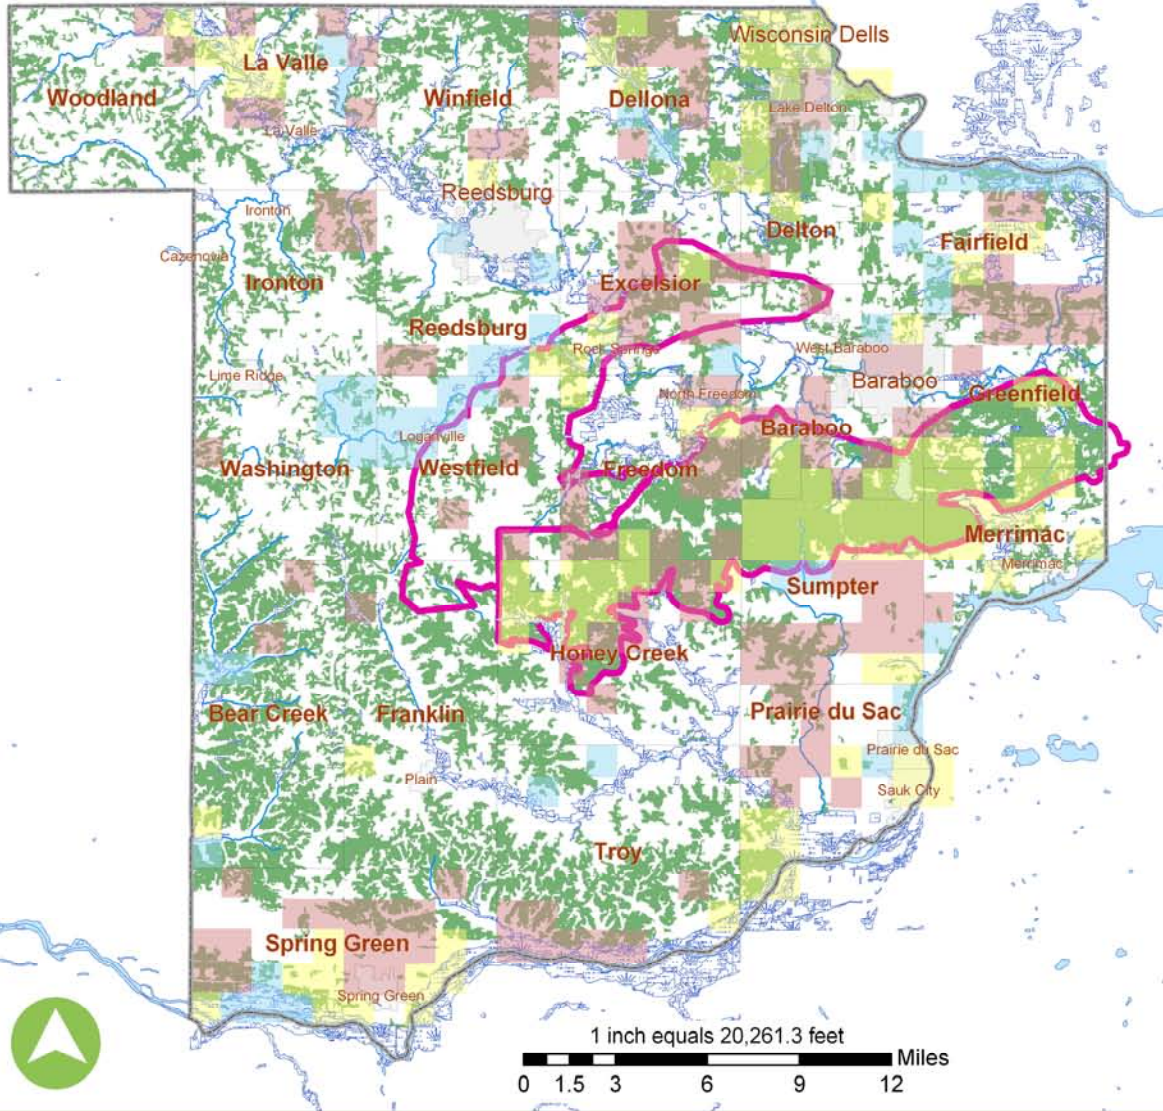 Wisconsin Dells
La Valle
Woodland
Winfield
Dellona
Lake Delton
La Valle
Reedsburg
Ironton
Delton
Fairfield
Cazenovia
Ironton
Excelsior
Reedsburg
Rock Springs
West Baraboo
Lime Ridge
Baraboo
North Freedom
Greenfield
Baraboo
Loganville
Washington
Westfield
Freedom
Merrimac
Merrimac
Sumpter
Honey Creek
Bear Creek
Franklin
Prairie du Sac
Prairie du Sac
Plain
Sauk City
Troy
Spring Green
Spring Green
1 inch equals 20,261.3 feet
Miles
0 1.5 3 6 9 12